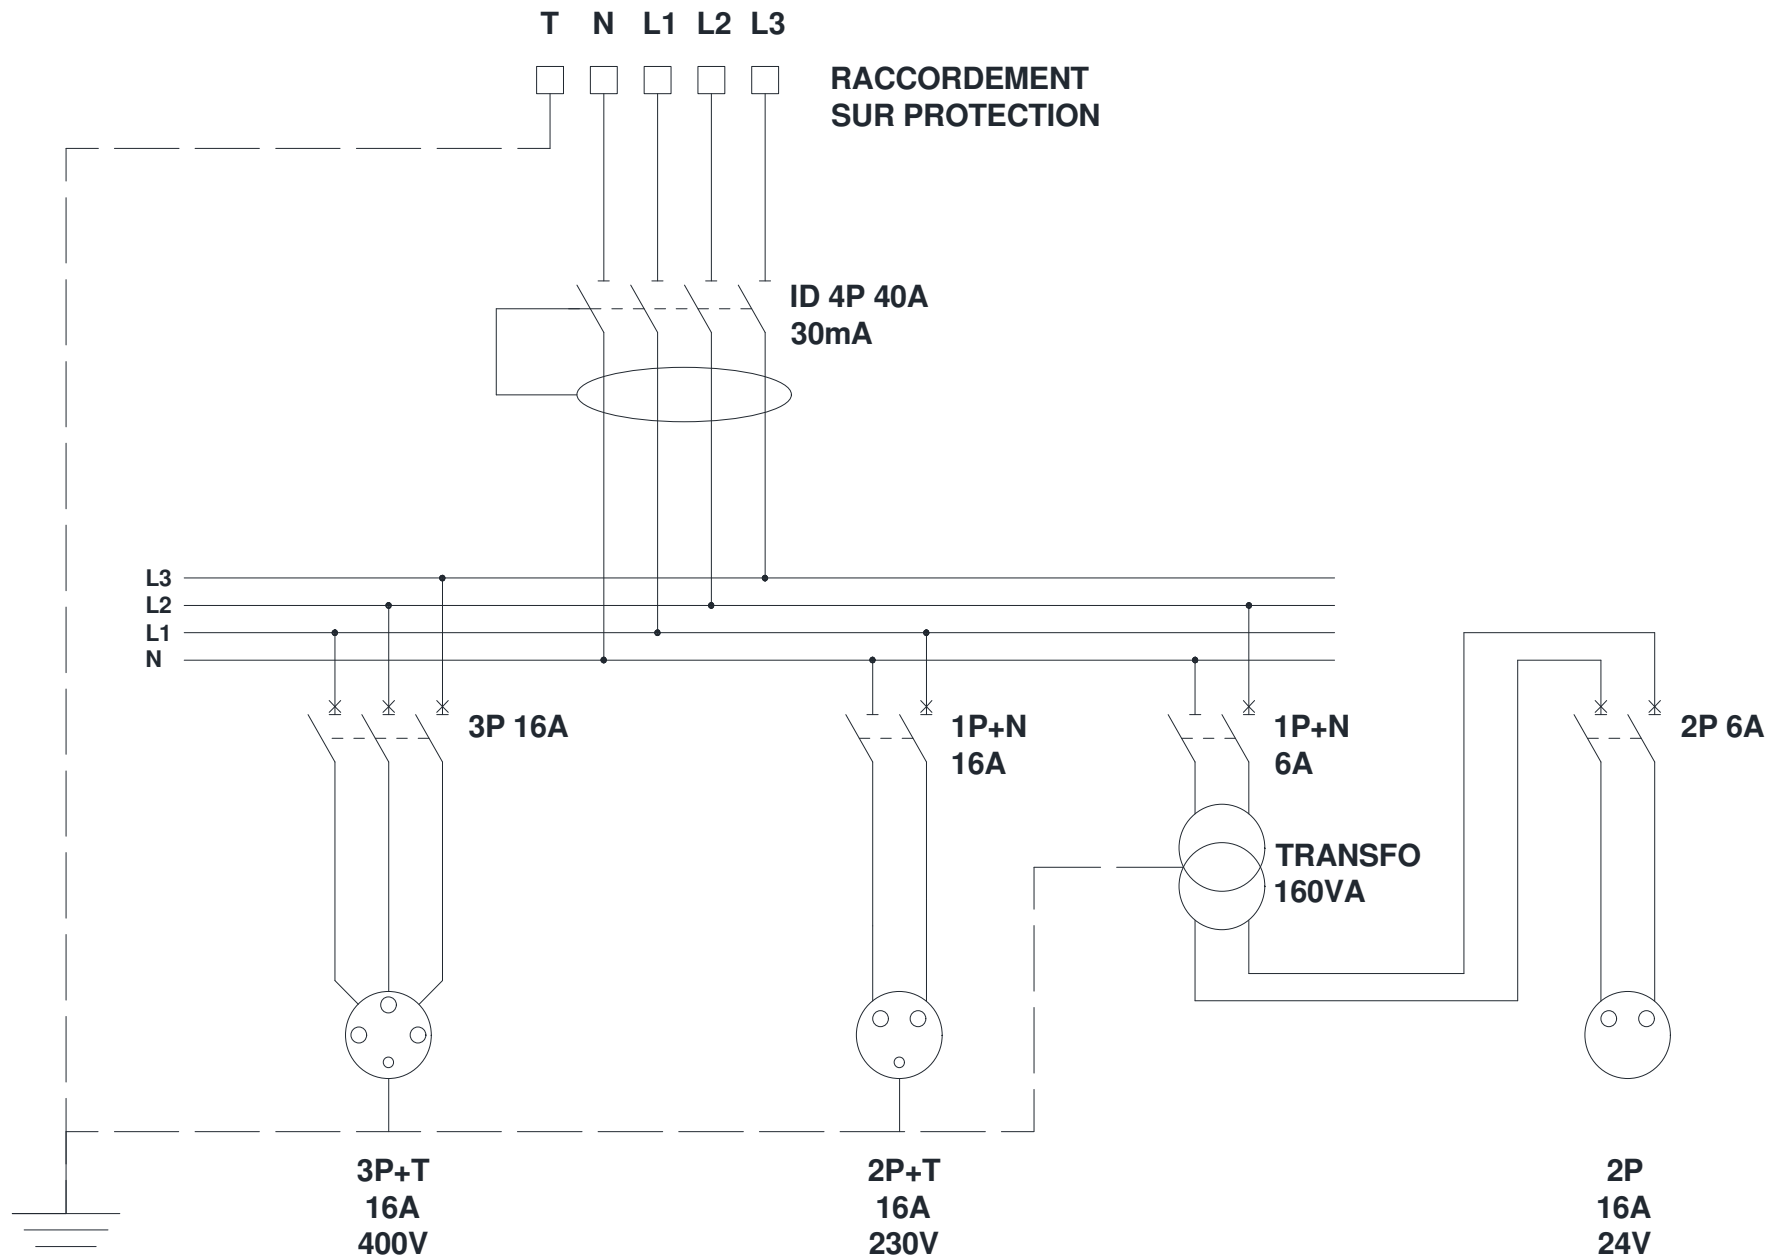 T N L1 L2 L3
RACCORDEMENT
SUR PROTECTION
ID 4P 40A
30mA
L3
L2
L1
N
3P 16A
1P+N
16A
1P+N
6A
2P 6A
TRANSFO
160VA
3P+T
16A
400V
2P+T
16A
230V
2P
16A
24V